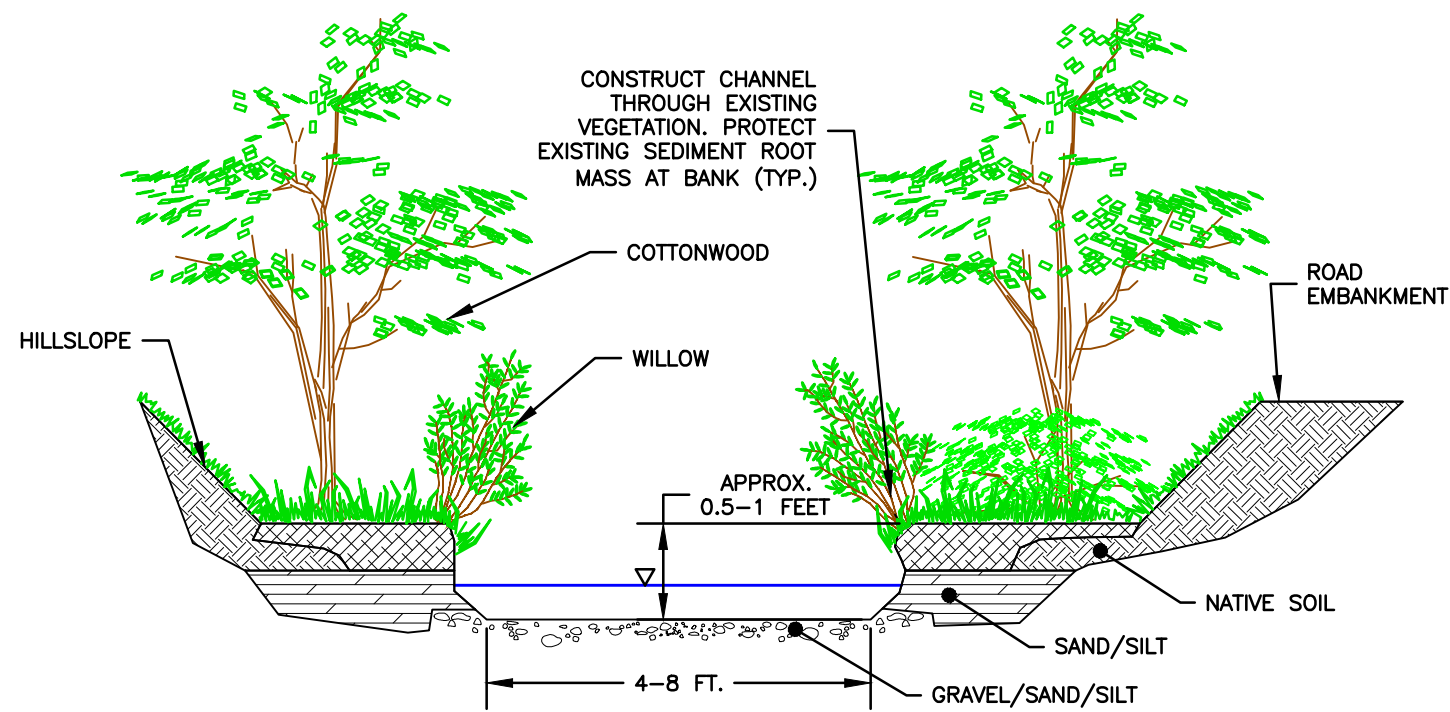 CONSTRUCT CHANNEL
THROUGH EXISTING
VEGETATION. PROTECT
EXISTING SEDIMENT ROOT
MASS AT BANK (TYP.)
COTTONWOOD
ROAD
EMBANKMENT
HILLSLOPE
WILLOW
APPROX.
0.5-1 FEET
NATIVE SOIL
SAND/SILT
4-8 FT.
GRAVEL/SAND/SILT